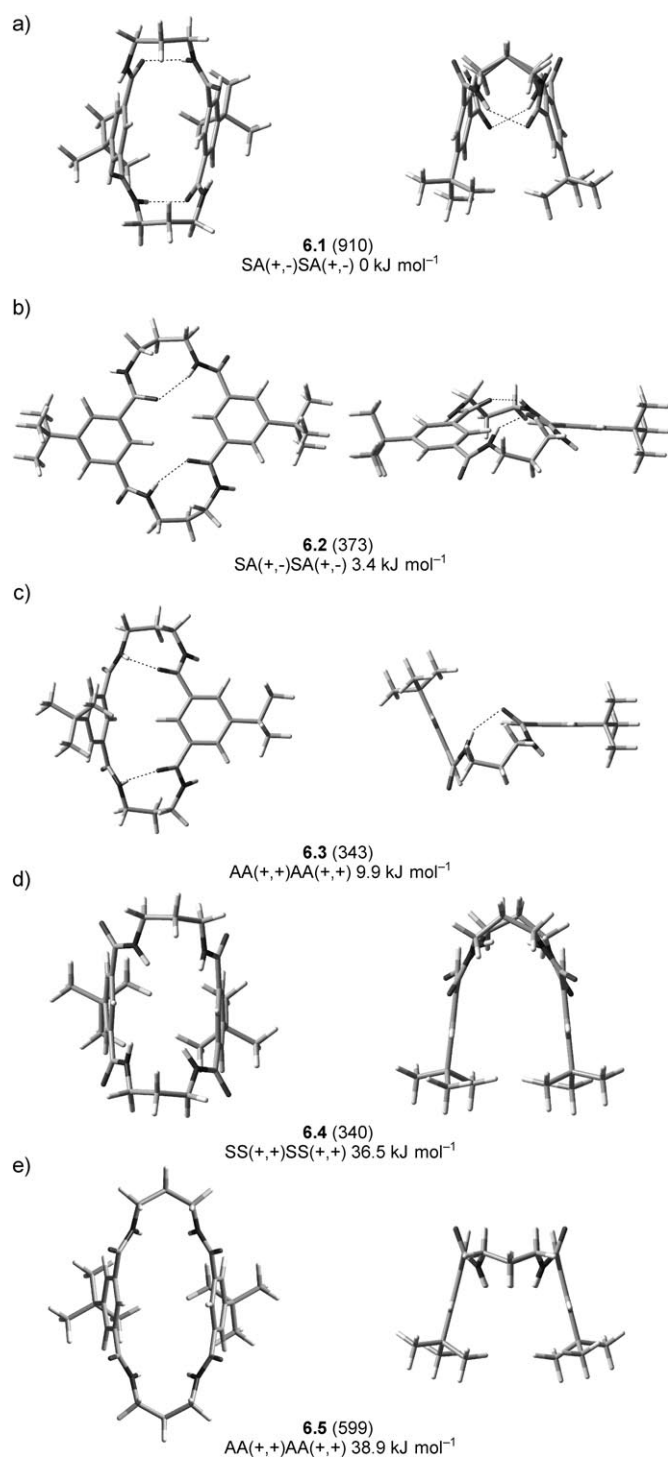 a)
6.1 (910)
SA(+,-)SA(+,-) 0 kJ mol⁻¹
b)
6.2 (373)
SA(+,-)SA(+,-) 3.4 kJ mol⁻¹
c)
6.3 (343)
AA(+,+)AA(+,+) 9.9 kJ mol⁻¹
d)
6.4 (340)
SS(+,+)SS(+,+) 36.5 kJ mol⁻¹
e)
6.5 (599)
AA(+,+)AA(+,+) 38.9 kJ mol⁻¹